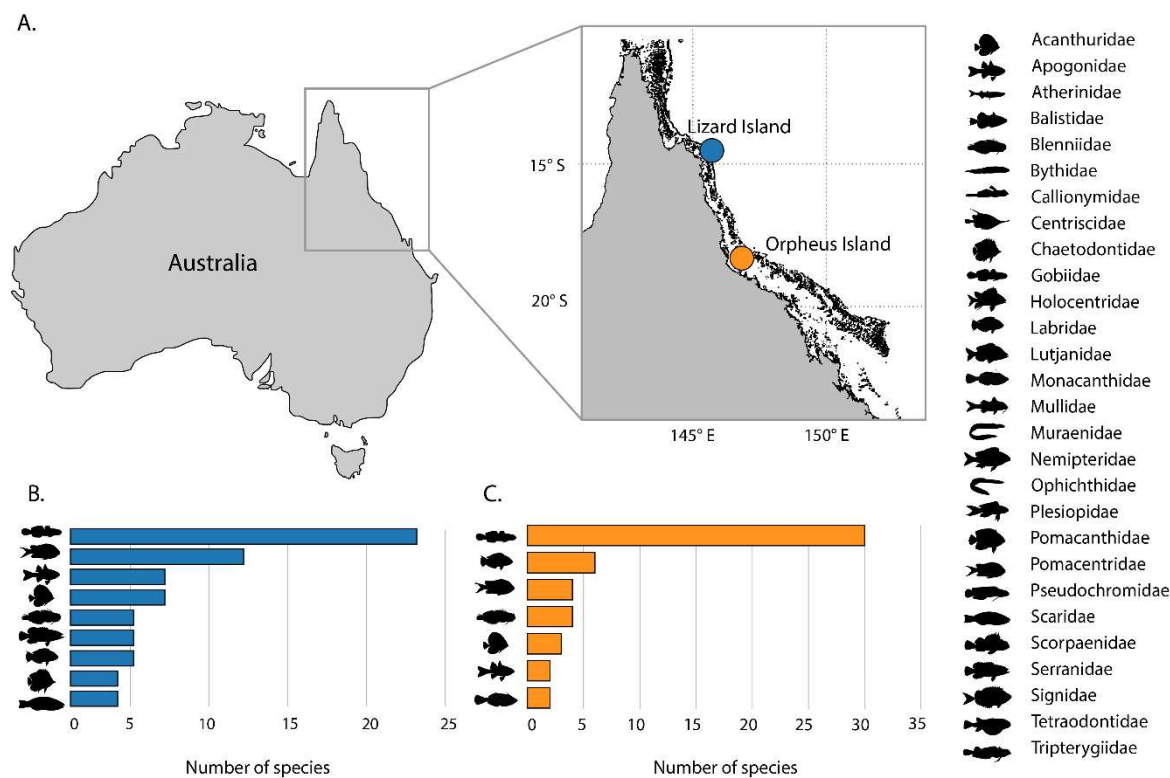 A.
Australia
Lizard Island
Orpheus Island
15° S
20° S
145° E
150° E
Acanthuridae
Apogonidae
Atherinidae
Balistidae
Blenniidae
Bythidae
Callionymidae
Centriscidae
Chaetodontidae
Gobiidae
Holocentridae
Labridae
Lutjanidae
Monacanthidae
Mullidae
Muraenidae
Nemipteridae
Ophichthidae
Plesiopidae
Pomacanthidae
Pomacentridae
Pseudochromidae
Scaridae
Scorpaenidae
Serranidae
Signidae
Tetraodontidae
Tripterygiidae
B.
0 5 10 15 20 25
Number of species
C.
0 5 10 15 20 25 30 35
Number of species